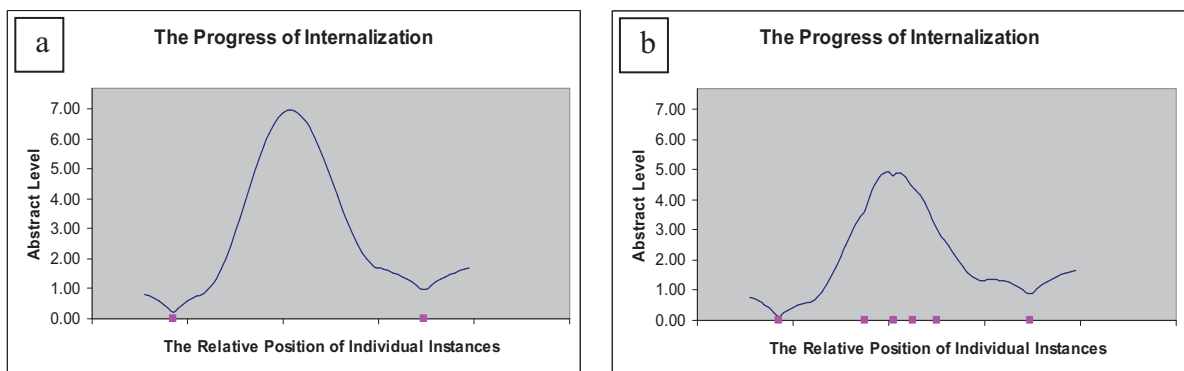 a
The Progress of Internalization
7.00
6.00
5.00
4.00
3.00
2.00
1.00
0.00
Abstract Level
The Relative Position of Individual Instances
b
The Progress of Internalization
7.00
6.00
5.00
4.00
3.00
2.00
1.00
0.00
Abstract Level
The Relative Position of Individual Instances